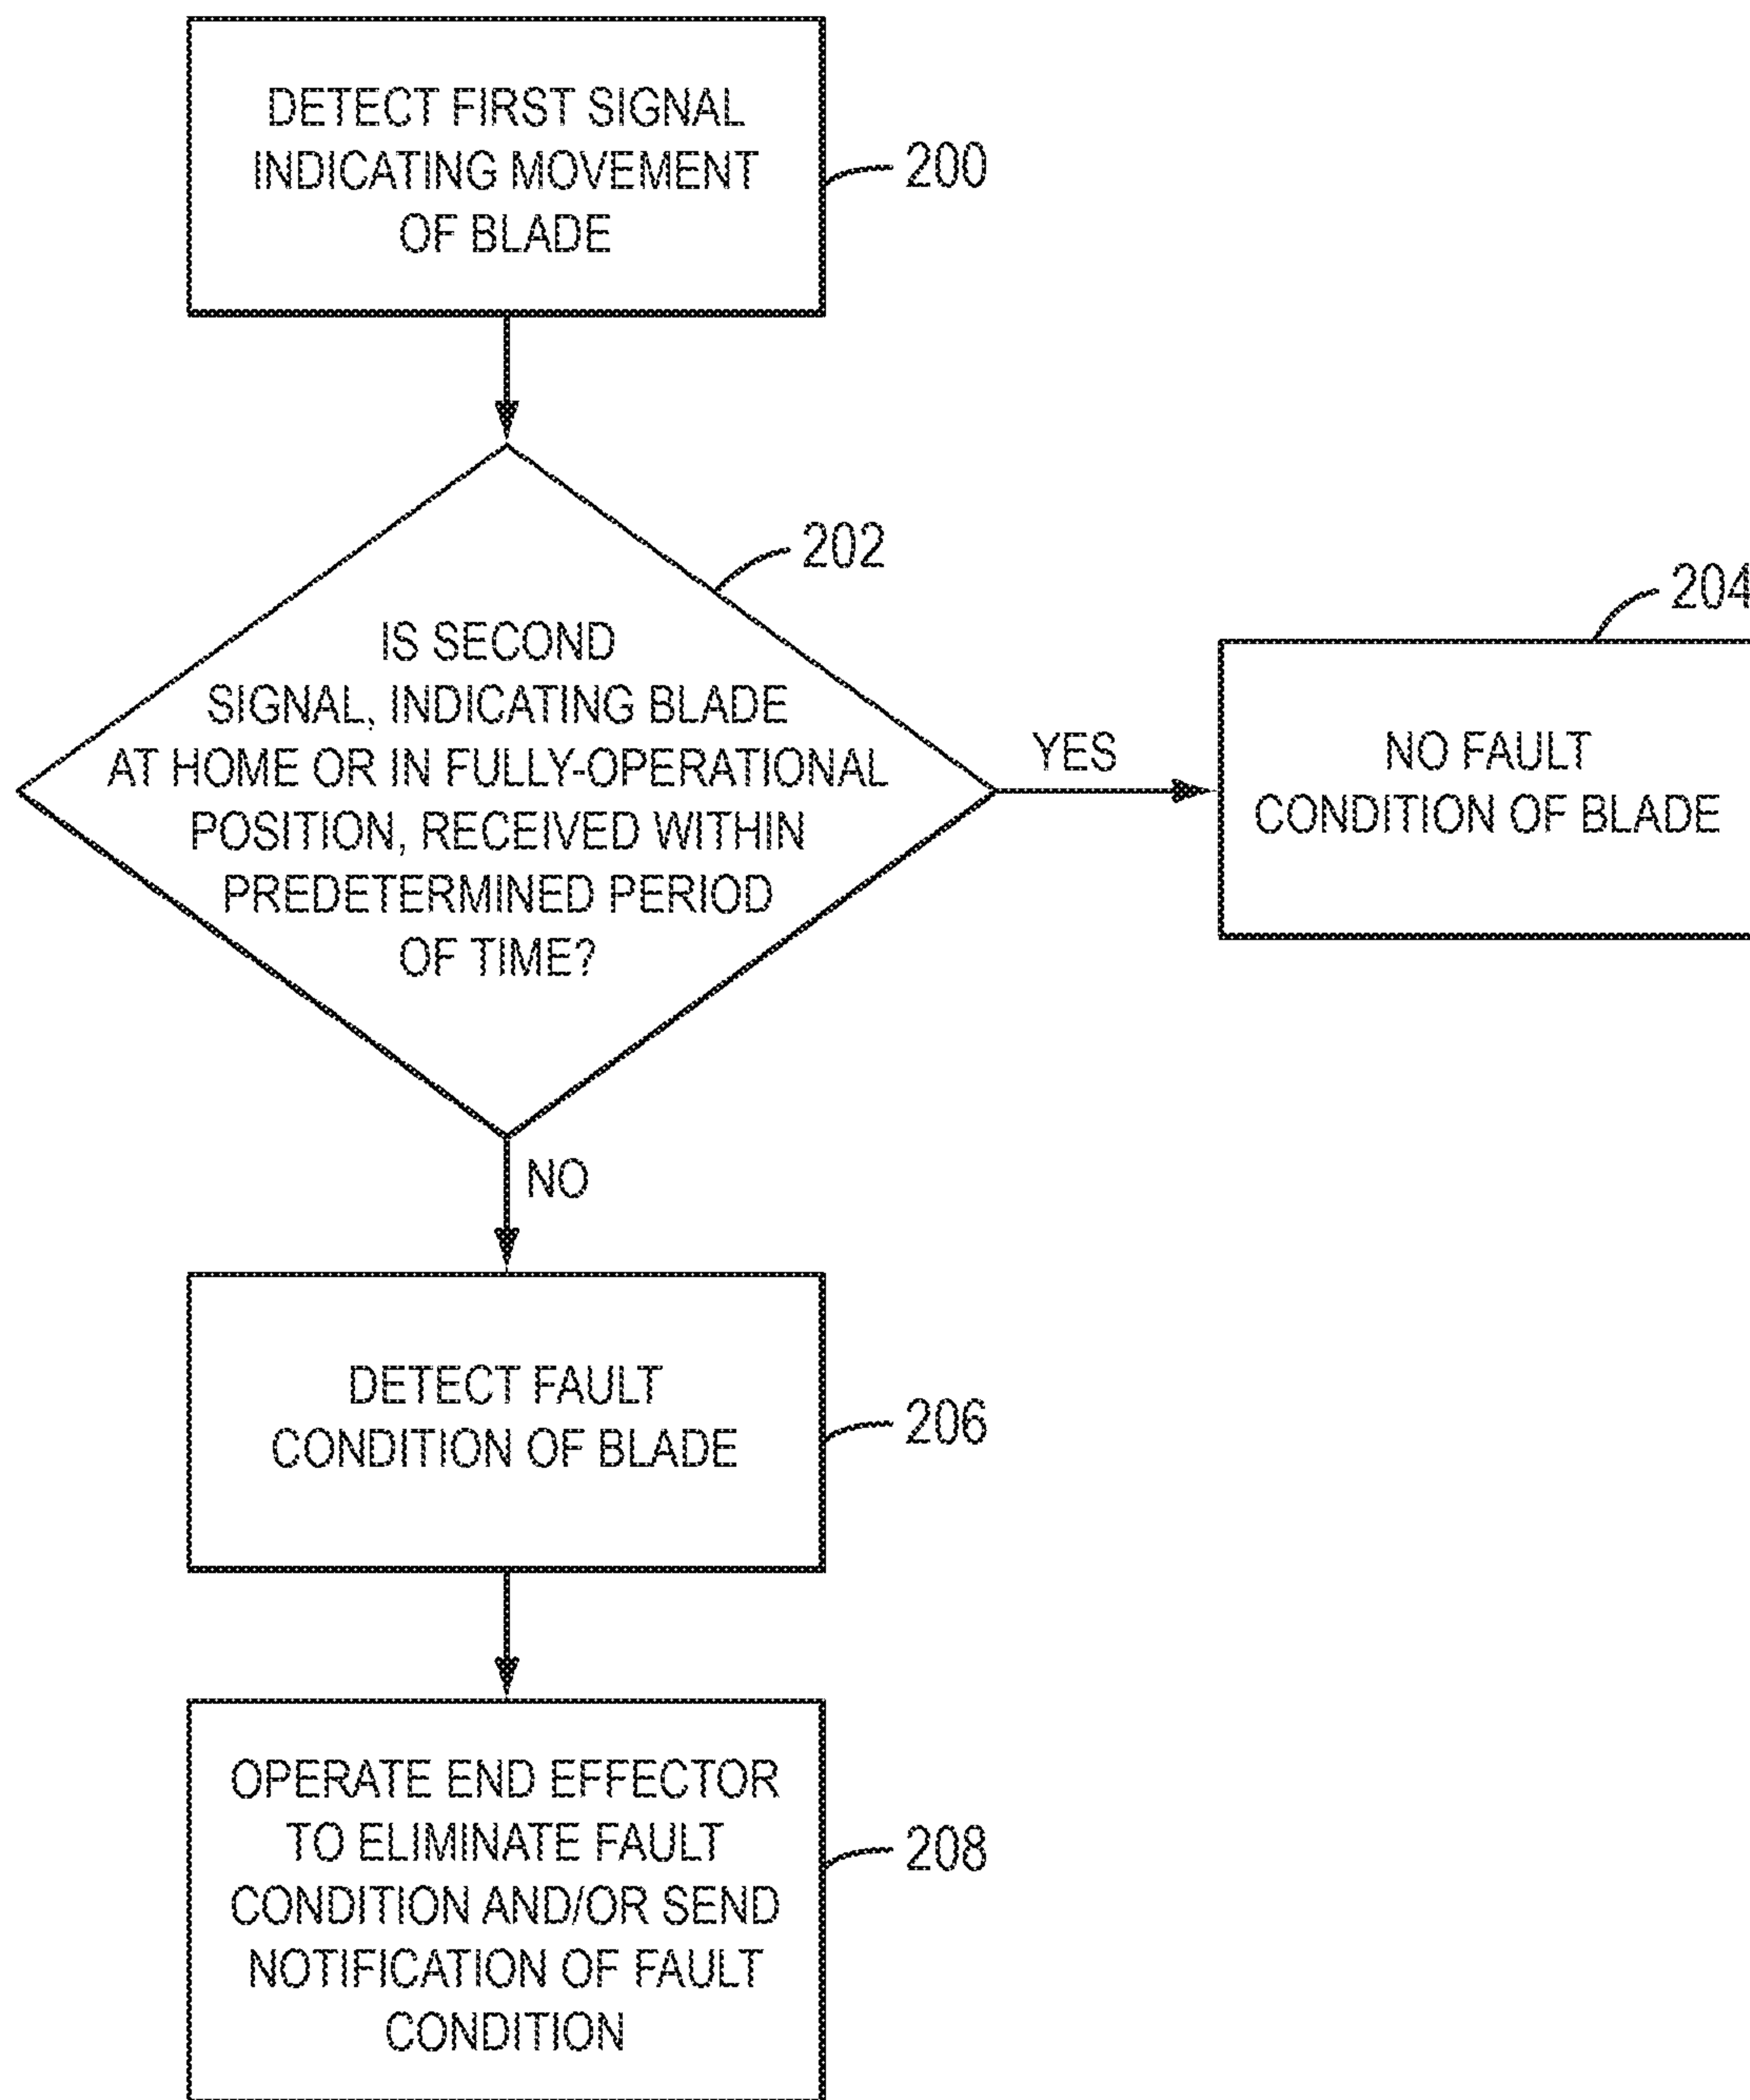 DETECT FIRST SIGNAL
INDICATING MOVEMENT
OF BLADE
200
202
IS SECOND
SIGNAL, INDICATING BLADE
AT HOME OR IN FULLY-OPERATIONAL
POSITION, RECEIVED WITHIN
PREDETERMINED PERIOD
OF TIME?
YES
204
NO FAULT
CONDITION OF BLADE
NO
DETECT FAULT
CONDITION OF BLADE
206
OPERATE END EFFECTOR
TO ELIMINATE FAULT
CONDITION AND/OR SEND
NOTIFICATION OF FAULT
CONDITION
208